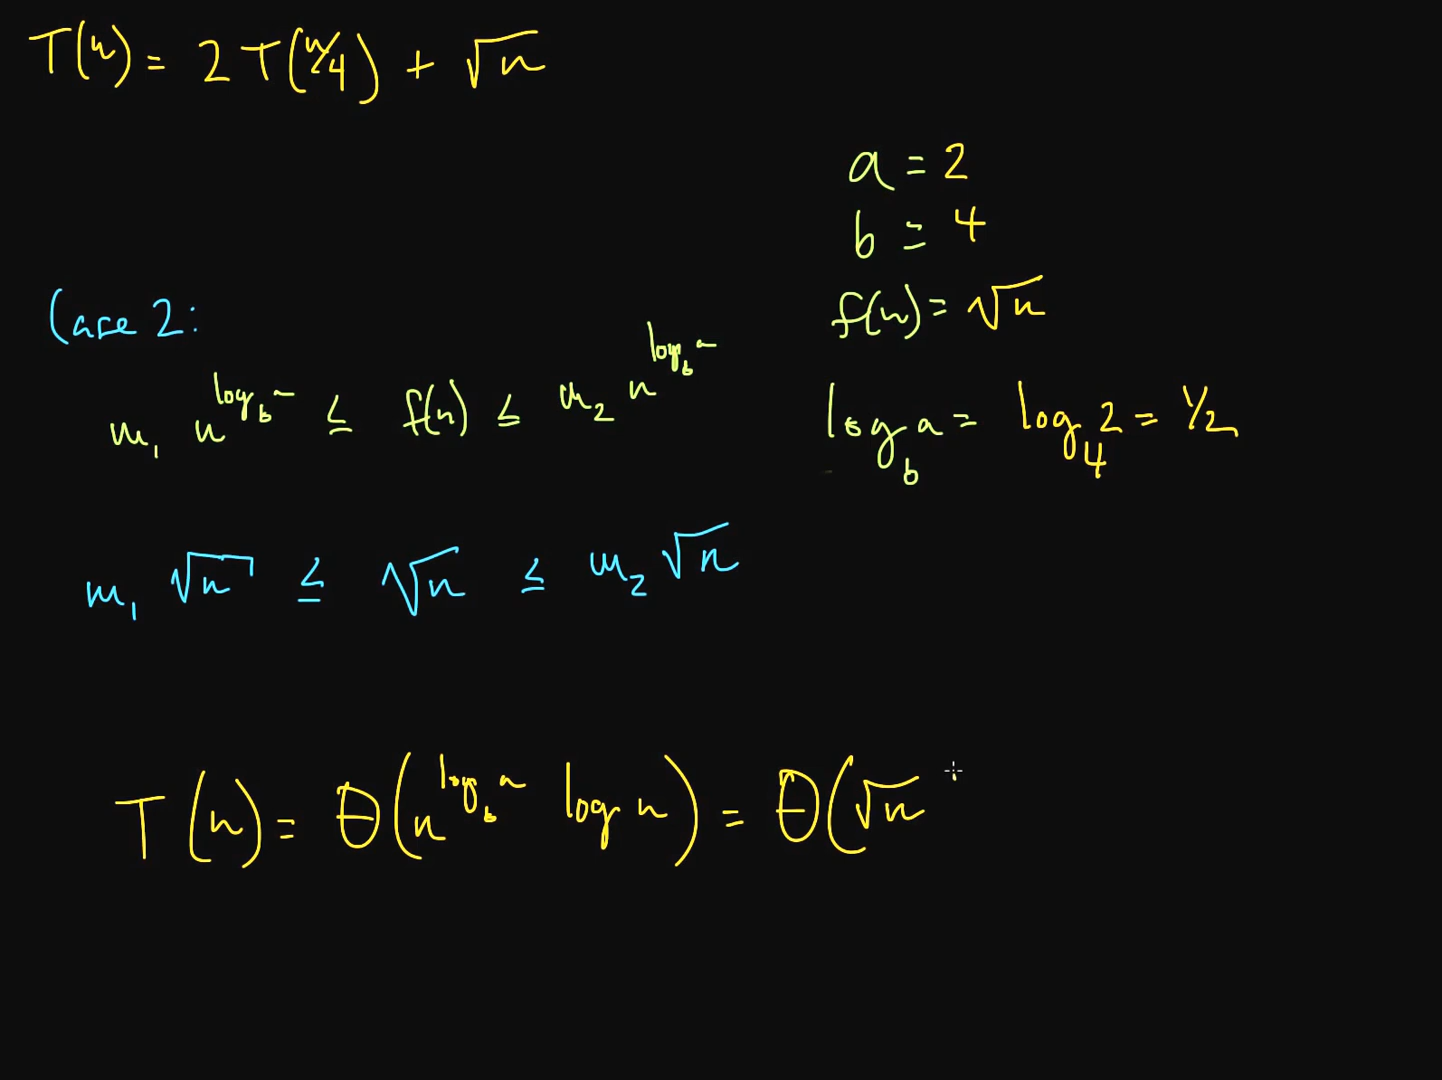 T(n) = 2T(n/4) + √n
a = 2
b = 4
f(n) = √n
log_b a = log_4 2 = 1/2
Case 2:
m₁ n^(log_b a) ≤ f(n) ≤ m₂ n^(log_b a)
m₁ √n ≤ √n ≤ m₂ √n
T(n) = θ(n^(log_b a) log n) = θ(√n